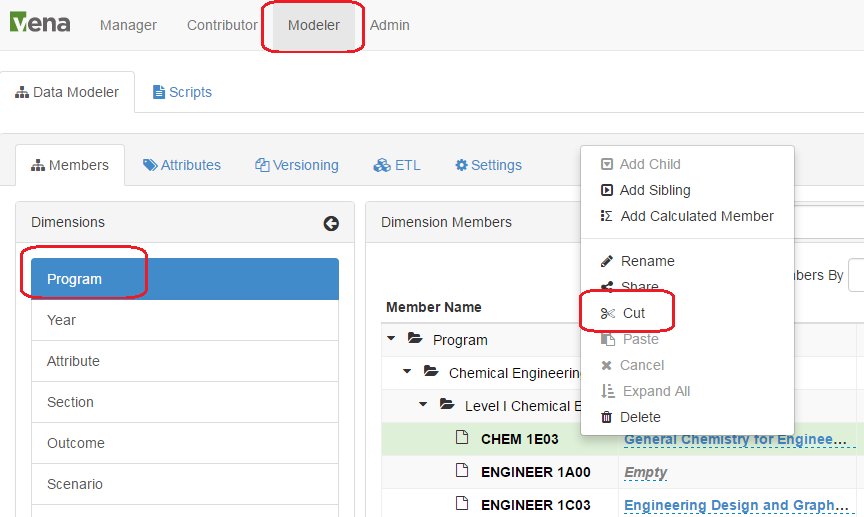 vena Manager Contributor Modeler Admin
Data Modeler Scripts
Members Attributes Versioning ETL Settings
Add Child
Add Sibling
Add Calculated Member
Dimensions
Dimension Members
Rename
Share
Cut
Paste
Cancel
Expand All
Delete
Program
Year
Attribute
Section
Outcome
Scenario
By
Member Name
Program
Chemical Engineerin
Level I Chemical E
CHEM 1E03 General Chemistry for Enginee...
ENGINEER 1A00 Empty
ENGINEER 1C03 Engineering Design and Graph...